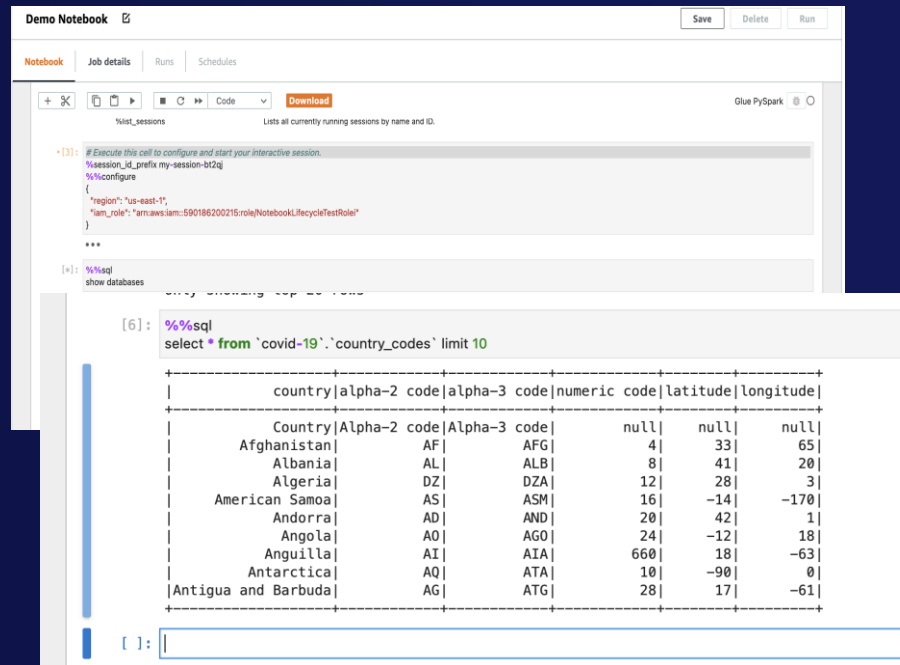 Demo Notebook
Save Delete Run
Notebook Job details Runs Schedules
Code Download Glue PySpark
%list_sessions Lists all currently running sessions by name and ID.
[3]: # Execute this cell to configure and start your interactive session.
%session_id_prefix my-session-bt2qj
%%configure
{
"region": "us-east-1",
"iam_role": "arn:aws:iam::590186200215:role/NotebookLifecycleTestRolei"
}
[*]: %%sql
show databases
[6]: %%sql
select * from `covid-19`.`country_codes` limit 10
+--------------------+------------+------------+------------+--------+---------+
| country|alpha-2 code|alpha-3 code|numeric code|latitude|longitude|
+--------------------+------------+------------+------------+--------+---------+
| Country|Alpha-2 code|Alpha-3 code| null| null| null|
| Afghanistan| AF| AFG| 4| 33| 65|
| Albania| AL| ALB| 8| 41| 20|
| Algeria| DZ| DZA| 12| 28| 3|
| American Samoa| AS| ASM| 16| -14| -170|
| Andorra| AD| AND| 20| 42| 1|
| Angola| AO| AGO| 24| -12| 18|
| Anguilla| AI| AIA| 660| 18| -63|
| Antarctica| AQ| ATA| 10| -90| 0|
|Antigua and Barbuda| AG| ATG| 28| 17| -61|
+--------------------+------------+------------+------------+--------+---------+
[ ]: